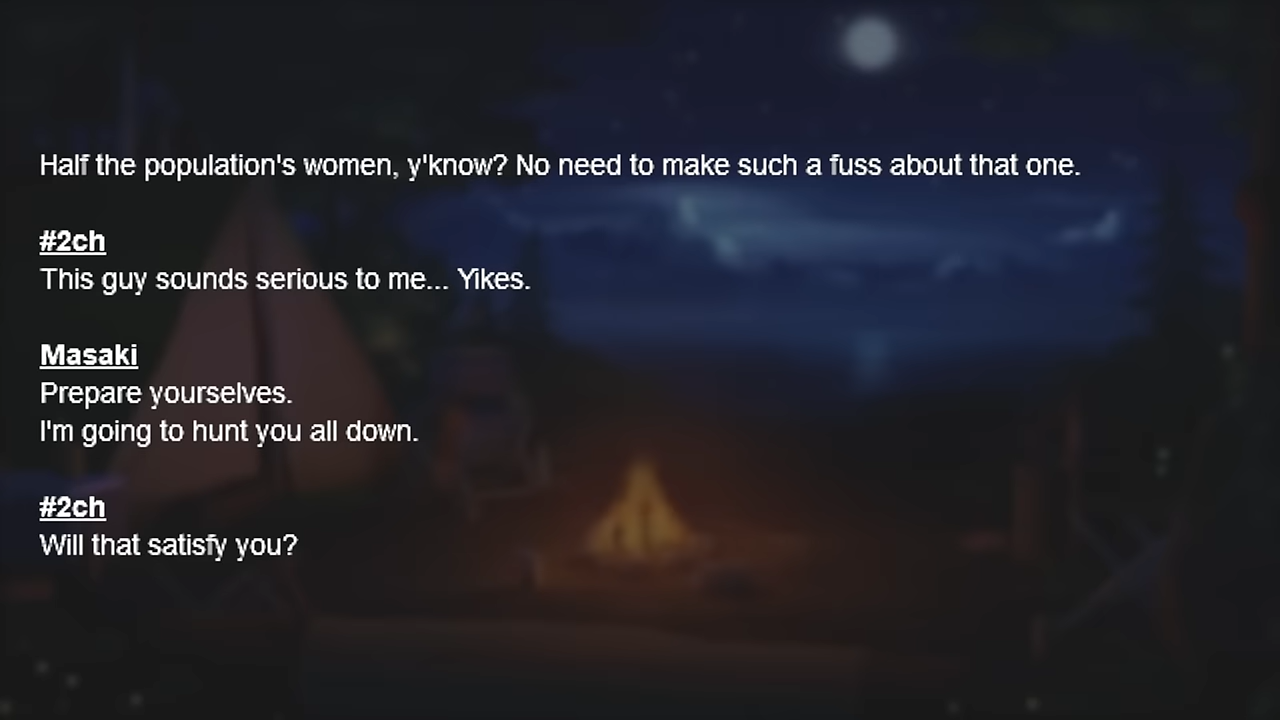 Half the population's women, y'know? No need to make such a fuss about that one.
#2ch
This guy sounds serious to me... Yikes.
Masaki
Prepare yourselves.
I'm going to hunt you all down.
#2ch
Will that satisfy you?